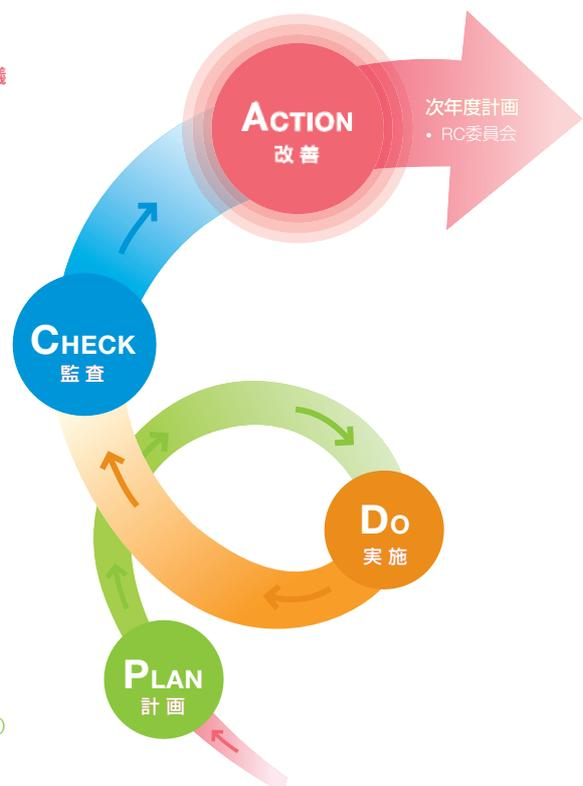 ACTION
改善
次年度計画
• RC委員会
CHECK
監査
DO
実施
PLAN
計画
)